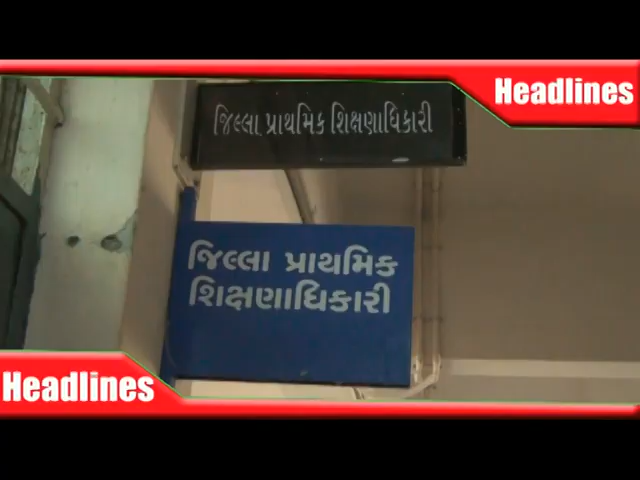 Headlines
જિલ્લા પ્રાથમિક શિક્ષણાધિકારી
જિલ્લા પ્રાથમિક
શિક્ષણાધિકારી
Headlines